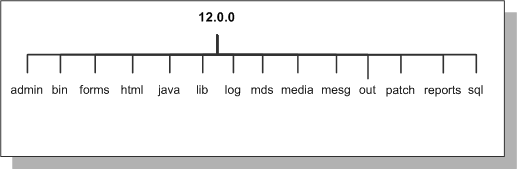 12.0.0
admin bin forms html java lib log mds media mesg out patch reports sql